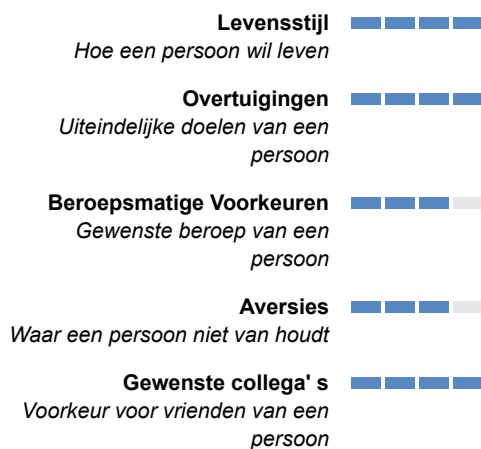 Levensstijl
Hoe een persoon wil leven
Overtuigingen
Uiteindelijke doelen van een
persoon
Beroepsmatige Voorkeuren
Gewenste beroep van een
persoon
Aversies
Waar een persoon niet van houdt
Gewenste collega' s
Voorkeur voor vrienden van een
persoon